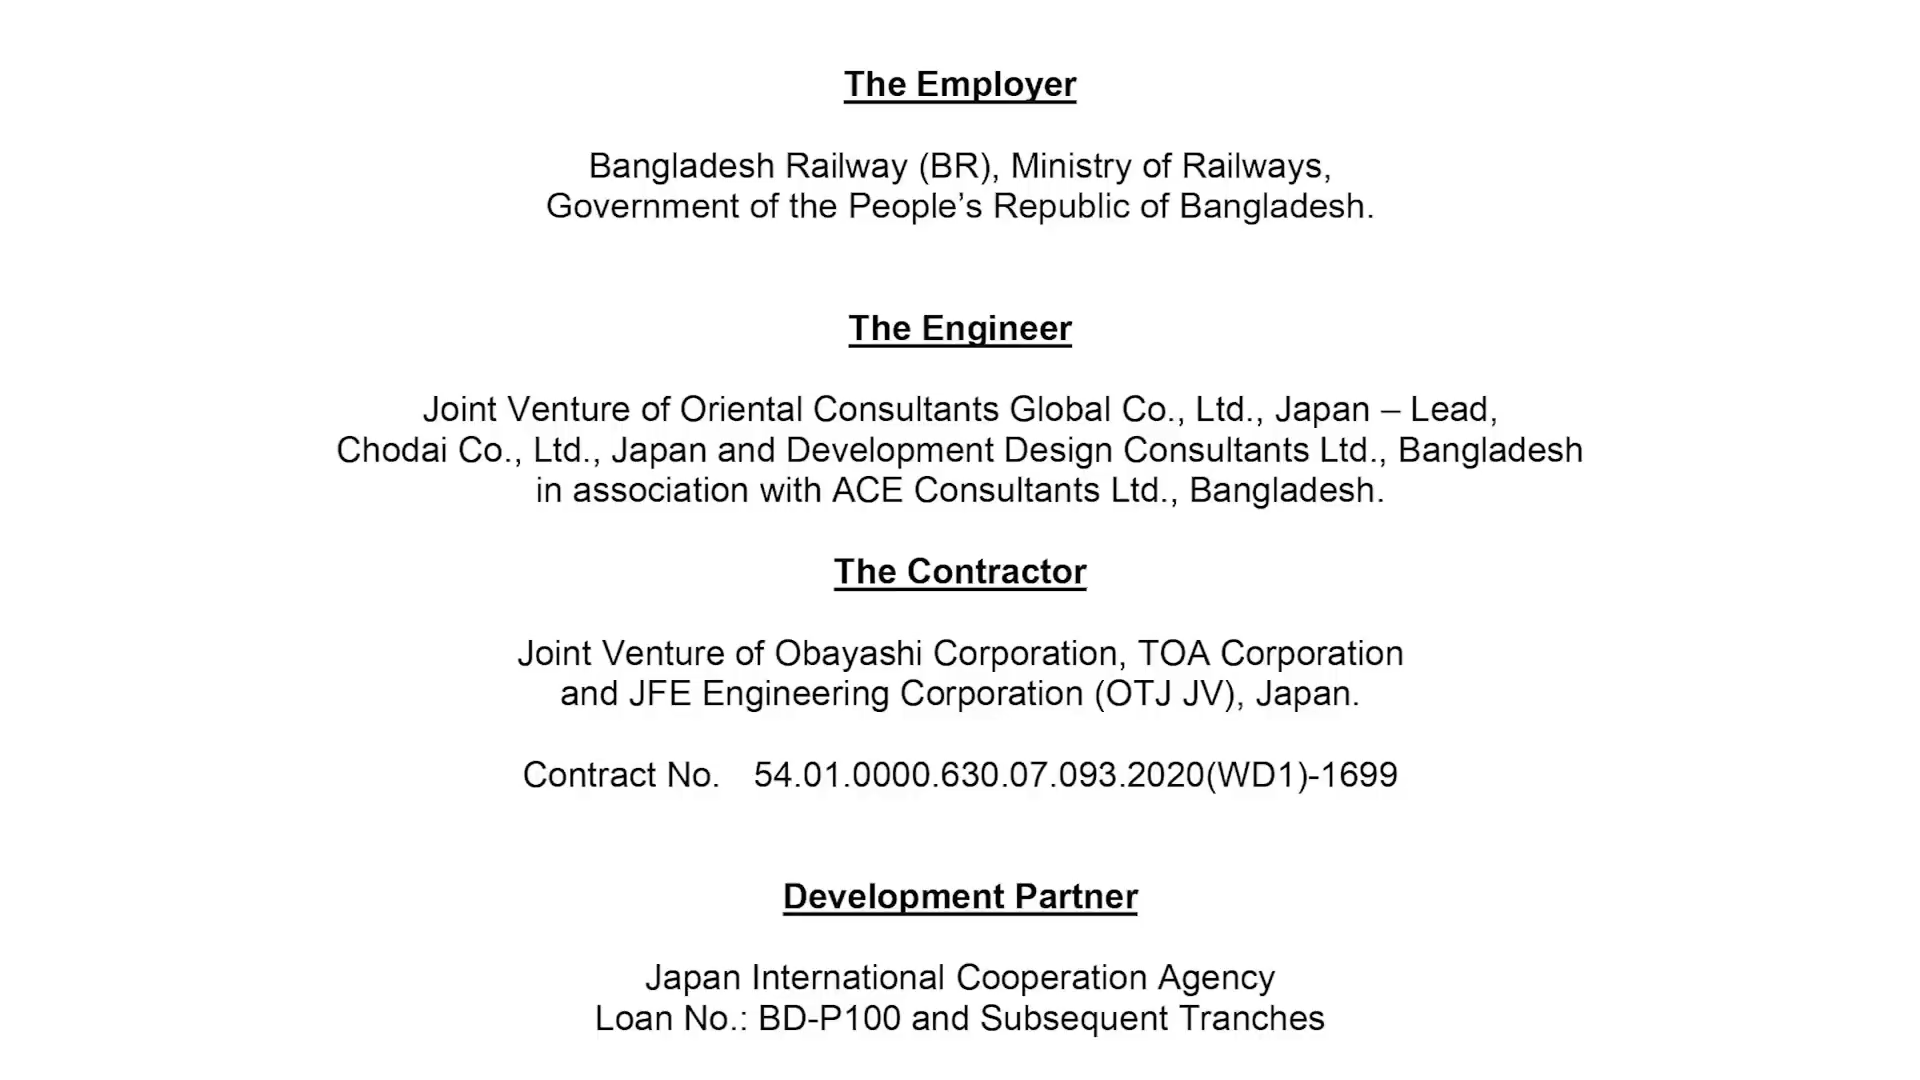 The Employer
Bangladesh Railway (BR), Ministry of Railways,
Government of the People’s Republic of Bangladesh.
The Engineer
Joint Venture of Oriental Consultants Global Co., Ltd., Japan – Lead,
Chodai Co., Ltd., Japan and Development Design Consultants Ltd., Bangladesh
in association with ACE Consultants Ltd., Bangladesh.
The Contractor
Joint Venture of Obayashi Corporation, TOA Corporation
and JFE Engineering Corporation (OTJ JV), Japan.
Contract No. 54.01.0000.630.07.093.2020(WD1)-1699
Development Partner
Japan International Cooperation Agency
Loan No.: BD-P100 and Subsequent Tranches